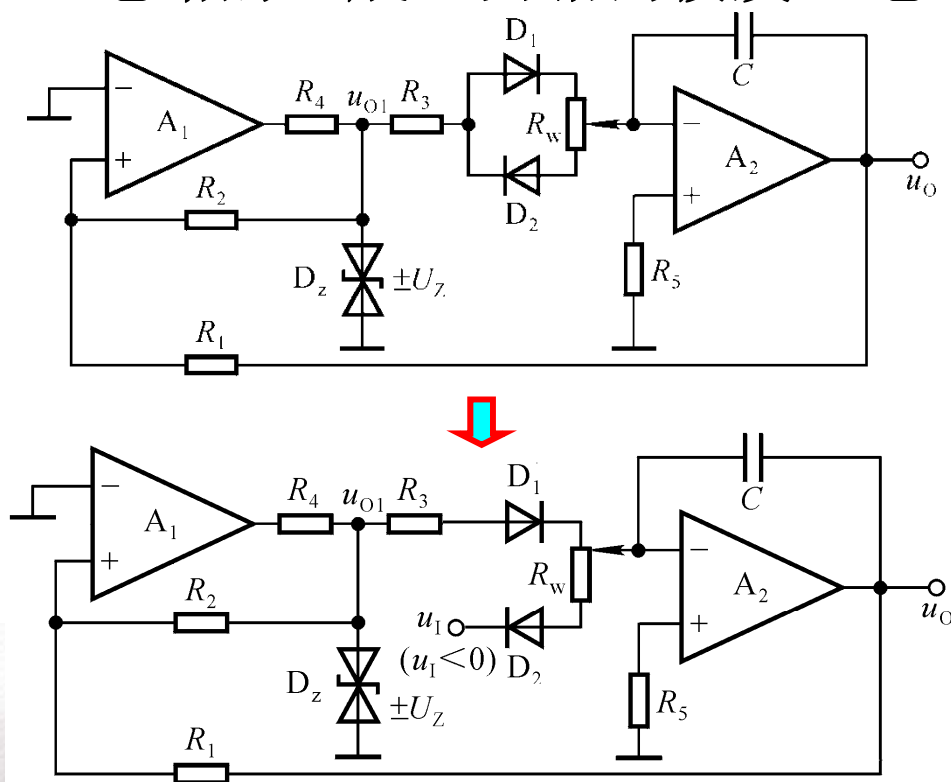 D1
C
R4 uO1 R3
A1
−
+
Rw
−
A2
+
uO
D2
R2
R5
Dz ±UZ
R1
D1
C
R4 uO1 R3
A1
−
+
Rw
−
A2
+
uO
R2
uI
(uI<0) D2
R5
Dz ±UZ
R1